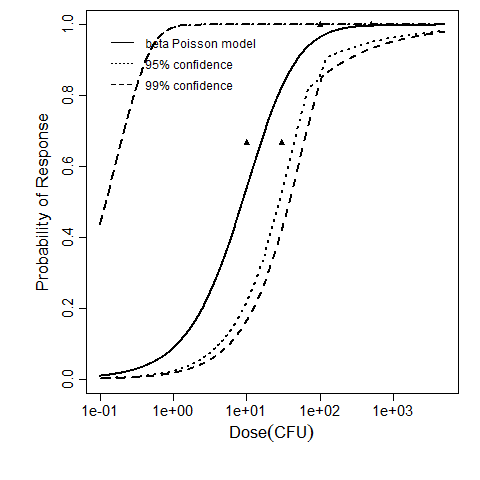 beta Poisson model
95% confidence
99% confidence
Probability of Response
1.0
0.8
0.6
0.4
0.2
0.0
1e-01 1e+00 1e+01 1e+02 1e+03
Dose(CFU)